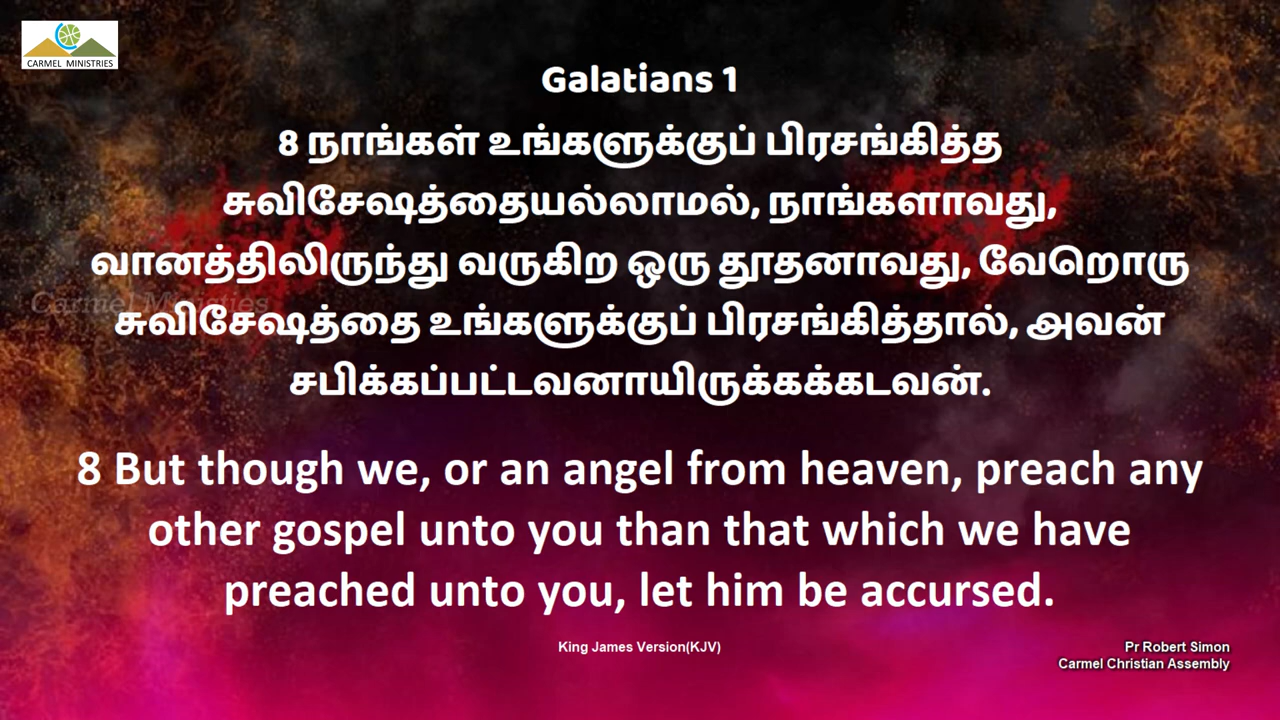 CARMEL MINISTRIES
Galatians 1
8 நாங்கள் உங்களுக்குப் பிரசங்கித்த
சுவிசேஷத்தையல்லாமல், நாங்களாவது,
வானத்திலிருந்து வருகிற ஒரு தூதனாவது, வேறொரு
Carmel Ministies
சுவிசேஷத்தை உங்களுக்குப் பிரசங்கித்தால், அவன்
சபிக்கப்பட்டவனாயிருக்கக்கடவன்.
8 But though we, or an angel from heaven, preach any
other gospel unto you than that which we have
preached unto you, let him be accursed.
King James Version(KJV)
Pr Robert Simon
Carmel Christian Assembly